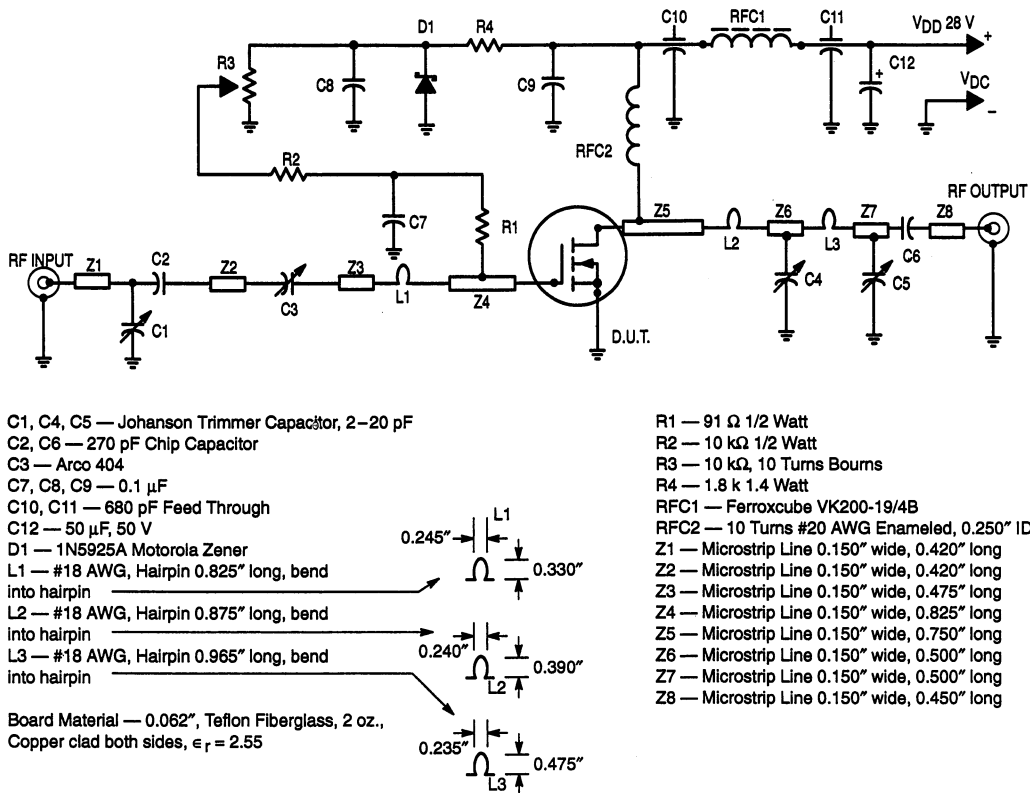 C10
RFC1
C11
VDD 28 V
+
D1
R4
R3
C8
C9
+
C12
VDC
–
RFC2
R2
C7
R1
RF OUTPUT
Z5
L2
Z6
L3
Z7
C6
Z8
C4
C5
RF INPUT
Z1
C2
Z2
C3
Z3
L1
Z4
C1
D.U.T.
C1, C4, C5 — Johanson Trimmer Capacitor, 2–20 pF
C2, C6 — 270 pF Chip Capacitor
C3 — Arco 404
C7, C8, C9 — 0.1 µF
C10, C11 — 680 pF Feed Through
C12 — 50 µF, 50 V
D1 — 1N5925A Motorola Zener
L1 — #18 AWG, Hairpin 0.825″ long, bend
into hairpin
L2 — #18 AWG, Hairpin 0.875″ long, bend
into hairpin
L3 — #18 AWG, Hairpin 0.965″ long, bend
into hairpin
Board Material — 0.062″, Teflon Fiberglass, 2 oz.,
Copper clad both sides, ϵr = 2.55
L1
0.245″
0.330″
0.240″
0.390″
L2
0.235″
0.475″
L3
R1 — 91 Ω 1/2 Watt
R2 — 10 kΩ 1/2 Watt
R3 — 10 kΩ, 10 Turns Bourns
R4 — 1.8 k 1.4 Watt
RFC1 — Ferroxcube VK200-19/4B
RFC2 — 10 Turns #20 AWG Enameled, 0.250″ ID
Z1 — Microstrip Line 0.150″ wide, 0.420″ long
Z2 — Microstrip Line 0.150″ wide, 0.420″ long
Z3 — Microstrip Line 0.150″ wide, 0.475″ long
Z4 — Microstrip Line 0.150″ wide, 0.825″ long
Z5 — Microstrip Line 0.150″ wide, 0.750″ long
Z6 — Microstrip Line 0.150″ wide, 0.500″ long
Z7 — Microstrip Line 0.150″ wide, 0.500″ long
Z8 — Microstrip Line 0.150″ wide, 0.450″ long